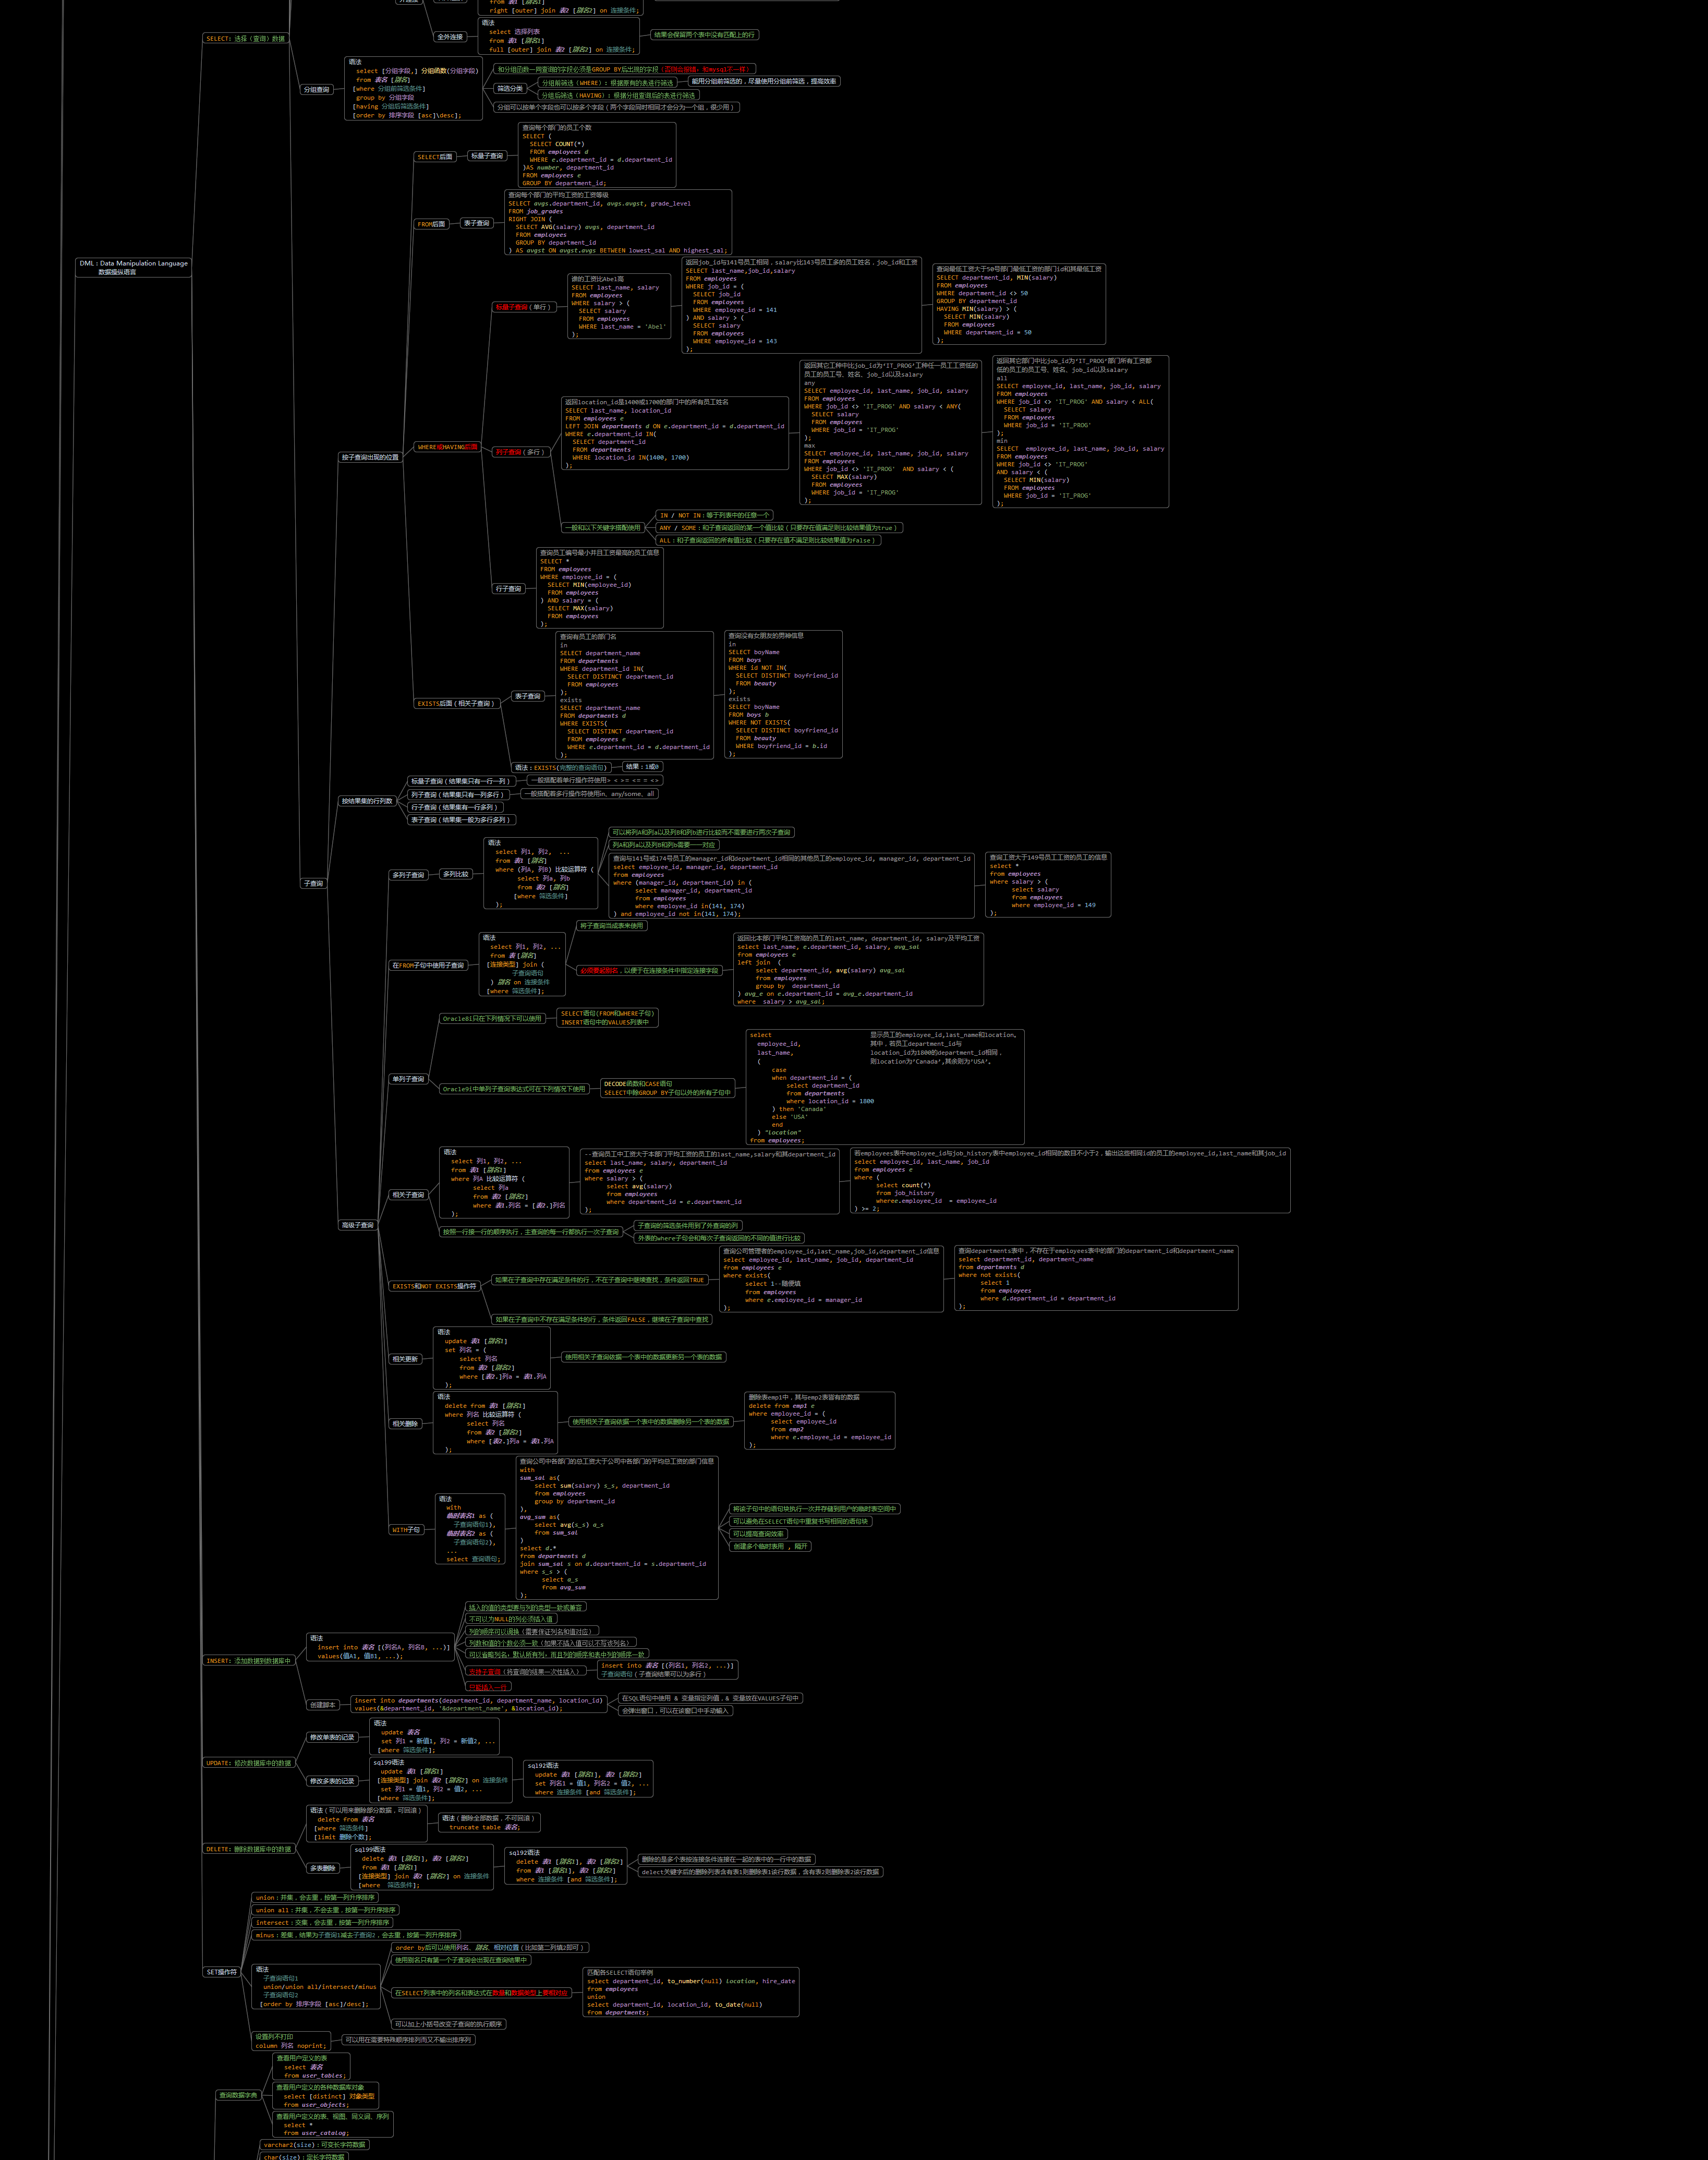 from 表1 [别名1]
right [outer] join 表2 [别名2] on 连接条件;
SELECT: 选择（查询）数据
全外连接
语法
select 选择列表
from 表1 [别名1]
full [outer] join 表2 [别名2] on 连接条件;
结果会保留两个表中没有匹配上的行
分组查询
语法
select [分组字段,] 分组函数(分组字段)
from 表名 [别名]
[where 分组前筛选条件]
group by 分组字段
[having 分组后筛选条件]
[order by 排序字段 [asc]\desc];
和分组函数一同查询的字段必须是GROUP BY后出现的字段
筛选分类
分组前筛选（WHERE）: 根据原有的表进行筛选
能用分组前筛选的，尽量使用分组前筛选，提高效率
分组后筛选（HAVING）: 根据分组查询后的表进行筛选
分组可以按单个字段也可以按多个字段（两个字段同时相同才会分为一个组，很少用）
DML：Data Manipulation Language
数据操纵语言
子查询
按子查询出现的位置
SELECT后面
标量子查询
查询每个部门的员工个数
SELECT (
SELECT COUNT(*)
FROM employees d
WHERE e.department_id = d.department_id
)AS number, department_id
FROM employees e
GROUP BY department_id;
FROM后面
表子查询
查询每个部门的平均工资的工资等级
SELECT avgs.department_id, avgs.avgst, grade_level
FROM job_grades
RIGHT JOIN (
SELECT AVG(salary) avgs, department_id
FROM employees
GROUP BY department_id
) AS avgst ON avgst.avgs BETWEEN lowest_sal AND highest_sal;
WHERE或HAVING后面
标量子查询（单行）
谁的工资比Abel高
SELECT last_name, salary
FROM employees
WHERE salary > (
SELECT salary
FROM employees
WHERE last_name = 'Abel'
);
返回job_id与141号员工相同，salary比143号员工多的员工姓名，job_id和工资
SELECT last_name,job_id,salary
FROM employees
WHERE job_id = (
SELECT job_id
FROM employees
WHERE employee_id = 141
) AND salary > (
SELECT salary
FROM employees
WHERE employee_id = 143
);
查询最低工资大于50号部门最低工资的部门id和其最低工资
SELECT department_id, MIN(salary)
FROM employees
WHERE department_id <> 50
GROUP BY department_id
HAVING MIN(salary) > (
SELECT MIN(salary)
FROM employees
WHERE department_id = 50
);
列子查询（多行）
返回location_id是1400或1700的部门中的所有员工姓名
SELECT last_name, location_id
FROM employees e
LEFT JOIN departments d ON e.department_id = d.department_id
WHERE e.department_id IN(
SELECT department_id
FROM departments
WHERE location_id IN(1400, 1700)
);
返回其它工种中比job_id为'IT_PROG'工种任一员工工资低的
员工的员工号、姓名、job_id以及salary
any
SELECT employee_id, last_name, job_id, salary
FROM employees
WHERE job_id <> 'IT_PROG' AND salary < ANY(
SELECT salary
FROM employees
WHERE job_id = 'IT_PROG'
);
max
SELECT employee_id, last_name, job_id, salary
FROM employees
WHERE job_id <> 'IT_PROG' AND salary < (
SELECT MAX(salary)
FROM employees
WHERE job_id = 'IT_PROG'
);
返回其它部门中比job_id为'IT_PROG'部门所有工资都
低的员工的员工号、姓名、job_id以及salary
all
SELECT employee_id, last_name, job_id, salary
FROM employees
WHERE job_id <> 'IT_PROG' AND salary < ALL(
SELECT salary
FROM employees
WHERE job_id = 'IT_PROG'
);
min
SELECT employee_id, last_name, job_id, salary
FROM employees
WHERE job_id <> 'IT_PROG'
AND salary < (
SELECT MIN(salary)
FROM employees
WHERE job_id = 'IT_PROG'
);
一般和以下关键字搭配使用
IN / NOT IN：等于列表中的任意一个
ANY / SOME：和子查询返回的某一个值比较（只要存在值满足则比较结果值为true）
ALL：和子查询返回的所有值比较（只要存在值不满足则比较结果值为false）
行子查询
查询员工编号最小并且工资最高的员工信息
SELECT *
FROM employees
WHERE employee_id = (
SELECT MIN(employee_id)
FROM employees
) AND salary = (
SELECT MAX(salary)
FROM employees
);
EXISTS后面（相关子查询）
表子查询
查询有员工的部门名
in
SELECT department_name
FROM departments
WHERE department_id IN(
SELECT DISTINCT department_id
FROM employees
);
exists
SELECT department_name
FROM departments d
WHERE EXISTS(
SELECT DISTINCT department_id
FROM employees e
WHERE e.department_id = d.department_id
);
查询没有女朋友的男神信息
in
SELECT boyName
FROM boys
WHERE id NOT IN(
SELECT DISTINCT boyfriend_id
FROM beauty
);
exists
SELECT boyName
FROM boys b
WHERE NOT EXISTS(
SELECT DISTINCT boyfriend_id
FROM beauty
WHERE boyfriend_id = b.id
);
语法：EXISTS(完整的查询语句)
结果：1或0
按结果集的行列数
标量子查询（结果集只有一行一列）
一般搭配着单行操作符使用> < >= <= = <>
列子查询（结果集只有一列多行）
一般搭配着多行操作符使用in、any/some、all
行子查询（结果集有一行多列）
表子查询（结果集一般为多行多列）
高级子查询
多列子查询
多列比较
语法
select 列1, 列2, ...
from 表1 [别名]
where (列A, 列B) 比较运算符 (
select 列a, 列b
from 表2 [别名]
[where 筛选条件]
);
可以将列A和列a以及列B和列b进行比较而不需要进行两次子查询
列A和列a以及列B和列b需要一一对应
查询与141号或174号员工的manager_id和department_id相同的其他员工的employee_id, manager_id, department_id
select employee_id, manager_id, department_id
from employees
where (manager_id, department_id) in (
select manager_id, department_id
from employees
where employee_id in(141, 174)
) and employee_id not in(141, 174);
查询工资大于149号员工工资的员工的信息
select *
from employees
where salary > (
select salary
from employees
where employee_id = 149
);
在FROM子句中使用子查询
语法
select 列1, 列2, ...
from 表 [别名]
[连接类型] join (
子查询语句
) 别名 on 连接条件
[where 筛选条件];
将子查询当成表来使用
必须要起别名，以便于在连接条件中指定连接字段
返回比本部门平均工资高的员工的last_name, department_id, salary及平均工资
select last_name, e.department_id, salary, avg_sal
from employees e
left join (
select department_id, avg(salary) avg_sal
from employees
group by department_id
) avg_e on e.department_id = avg_e.department_id
where salary > avg_sal;
单列子查询
Oracle8i只在下列情况下可以使用
SELECT语句(FROM和WHERE子句)
INSERT语句中的VALUES列表中
Oracle9i中单列子查询表达式可在下列情况下使用
DECODE函数和CASE语句
SELECT中除GROUP BY子句以外的所有子句中
显示员工的employee_id,last_name和location。
其中，若员工department_id与
location_id为1800的department_id相同，
则location为'Canada',其余则为'USA'。
select
employee_id,
last_name,
(
case
when department_id = (
select department_id
from departments
where location_id = 1800
) then 'Canada'
else 'USA'
end
) "Location"
from employees;
相关子查询
语法
select 列1, 列2, ...
from 表1 [别名1]
where 列A 比较运算符 (
select 列a
from 表2 [别名2]
where 表1.列名 = [表2.]列名
);
--查询员工中工资大于本部门平均工资的员工的last_name,salary和其department_id
select last_name, salary, department_id
from employees e
where salary > (
select avg(salary)
from employees
where department_id = e.department_id
);
若employees表中employee_id与job_history表中employee_id相同的数目不小于2，输出这些相同id的员工的employee_id,last_name和其job_id
select employee_id, last_name, job_id
from employees e
where (
select count(*)
from job_history
wheree.employee_id = employee_id
) >= 2;
按照一行接一行的顺序执行，主查询的每一行都执行一次子查询
子查询的筛选条件用到了外查询的列
外表的where子句会和每次子查询返回的不同的值进行比较
EXISTS和NOT EXISTS操作符
如果在子查询中存在满足条件的行，不在子查询中继续查找，条件返回TRUE
查询公司管理者的employee_id,last_name,job_id,department_id信息
select employee_id, last_name, job_id, department_id
from employees e
where exists(
select 1--随便填
from employees
where e.employee_id = manager_id
);
查询departments表中，不存在于employees表中的部门的department_id和department_name
select department_id, department_name
from departments d
where not exists(
select 1
from employees
where d.department_id = department_id
);
如果在子查询中不存在满足条件的行，条件返回FALSE，继续在子查询中查找
相关更新
语法
update 表1 [别名1]
set 列名 = (
select 列名
from 表2 [别名2]
where [表2.]列a = 表1.列A
);
使用相关子查询依据一个表中的数据更新另一个表的数据
相关删除
语法
delete from 表1 [别名1]
where 列名 比较运算符 (
select 列名
from 表2 [别名2]
where [表2.]列a = 表1.列A
);
使用相关子查询依据一个表中的数据删除另一个表的数据
删除表emp1中，其与emp2表皆有的数据
delete from emp1 e
where employee_id = (
select employee_id
from emp2
where e.employee_id = employee_id
);
WITH子句
语法
with
临时表名1 as (
子查询语句1),
临时表名2 as (
子查询语句2),
...
select 查询语句;
查询公司中各部门的总工资大于公司中各部门的平均总工资的部门信息
with
sum_sal as(
select sum(salary) s_s, department_id
from employees
group by department_id
),
avg_sum as(
select avg(s_s) a_s
from sum_sal
)
select d.*
from departments d
join sum_sal s on d.department_id = s.department_id
where s_s > (
select a_s
from avg_sum
);
将该子句中的语句块执行一次并存储到用户的临时表空间中
可以避免在SELECT语句中重复书写相同的语句块
可以提高查询效率
创建多个临时表用 , 隔开
INSERT: 添加数据到数据库中
语法
insert into 表名 [(列名A, 列名B, ...)]
values(值A1, 值B1, ...);
插入的值的类型要与列的类型一致或兼容
不可以为NULL的列必须插入值
列的顺序可以调换（需要保证列名和值对应）
列数和值的个数必须一致（如果不插入值可以不写该列名）
可以省略列名，默认所有列，而且列的顺序和表中列的顺序一致
支持子查询（将查询的结果一次性插入）
insert into 表名 [(列名1, 列名2, ...)]
子查询语句（子查询结果可以为多行）
只能插入一行
创建脚本
insert into departments(department_id, department_name, location_id)
values(&department_id, '&department_name', &location_id);
在SQL语句中使用 & 变量指定列值，& 变量放在VALUES子句中
会弹出窗口，可以在该窗口中手动输入
UPDATE: 修改数据库中的数据
修改单表的记录
语法
update 表名
set 列1 = 新值1, 列2 = 新值2, ...
[where 筛选条件];
修改多表的记录
sql99语法
update 表1 [别名1]
[连接类型] join 表2 [别名2] on 连接条件
set 列1 = 值1, 列2 = 值2, ...
[where 筛选条件];
sql92语法
update 表1 [别名1], 表2 [别名2]
set 列名1 = 值1, 列名2 = 值2, ...
where 连接条件 [and 筛选条件];
DELETE: 删除数据库中的数据
语法（可以用来删除部分数据，可回滚）
delete from 表名
[where 筛选条件]
[limit 删除个数];
语法（删除全部数据，不可回滚）
truncate table 表名;
多表删除
sql99语法
delete 表1 [别名1], 表2 [别名2]
from 表1 [别名1]
[连接类型] join 表2 [别名2] on 连接条件
[where 筛选条件];
sql92语法
delete 表1 [别名1], 表2 [别名2]
from 表1 [别名1], 表2 [别名2]
where 连接条件 [and 筛选条件];
删除的是多个表按连接条件连接在一起的表中的一行中的数据
delect关键字后的删除列表含有表1则删除表1该行数据，含有表2则删除表2该行数据
SET操作符
union：并集，会去重，按第一列升序排序
union all：并集，不会去重，按第一列升序排序
intersect：交集，会去重，按第一列升序排序
minus：差集，结果为子查询1减去子查询2，会去重，按第一列升序排序
语法
子查询语句1
union/union all/intersect/minus
子查询语句2
[order by 排序字段 [asc]/desc];
order by后可以使用列名、别名、相对位置（比如第二列填2即可）
使用别名只有第一个子查询会出现在查询结果中
在SELECT列表中的列名和表达式在数量和数据类型上要相对应
匹配各SELECT语句举例
select department_id, to_number(null) location, hire_date
from employees
union
select department_id, location_id, to_date(null)
from departments;
可以加上小括号改变子查询的执行顺序
设置列不打印
column 列名 noprint;
可以用在需要特殊顺序排列而又不输出排序列
查询数据字典
查看用户定义的表
select 表名
from user_tables;
查看用户定义的各种数据库对象
select [distinct] 对象类型
from user_objects;
查看用户定义的表、视图、同义词、序列
select *
from user_catalog;
varchar2(size)：可变长字符数据
char(size)：定长字符数据